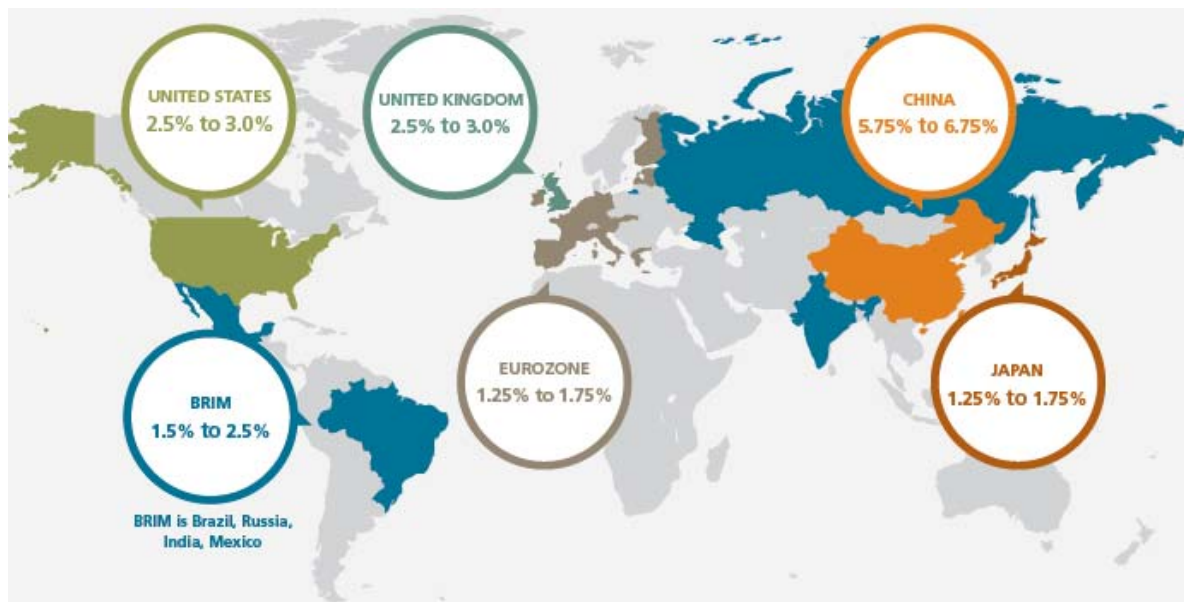 UNITED STATES
2.5% to 3.0%
UNITED KINGDOM
2.5% to 3.0%
CHINA
5.75% to 6.75%
BRIM
1.5% to 2.5%
EUROZONE
1.25% to 1.75%
JAPAN
1.25% to 1.75%
BRIM is Brazil, Russia,
India, Mexico